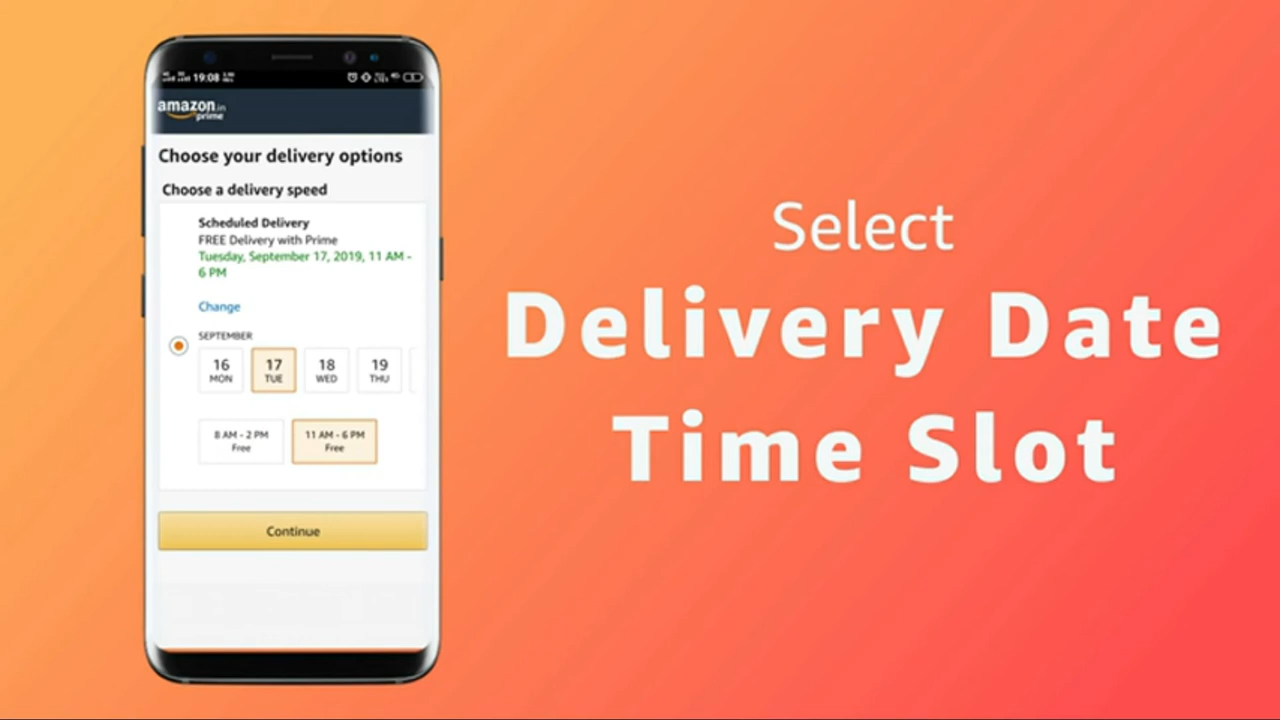 19:08
amazon.in
prime
Choose your delivery options
Choose a delivery speed
Scheduled Delivery
FREE Delivery with Prime
Tuesday, September 17, 2019, 11 AM -
6 PM
Change
SEPTEMBER
16 17 18 19
MON TUE WED THU
8 AM - 2 PM 11 AM - 6 PM
Free Free
Continue
Select
Delivery Date
Time Slot